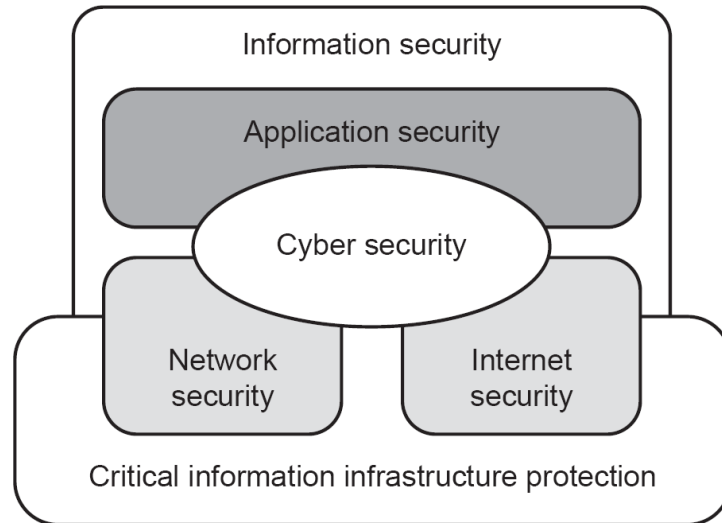 Information security
Application security
Cyber security
Network
security
Internet
security
Critical information infrastructure protection